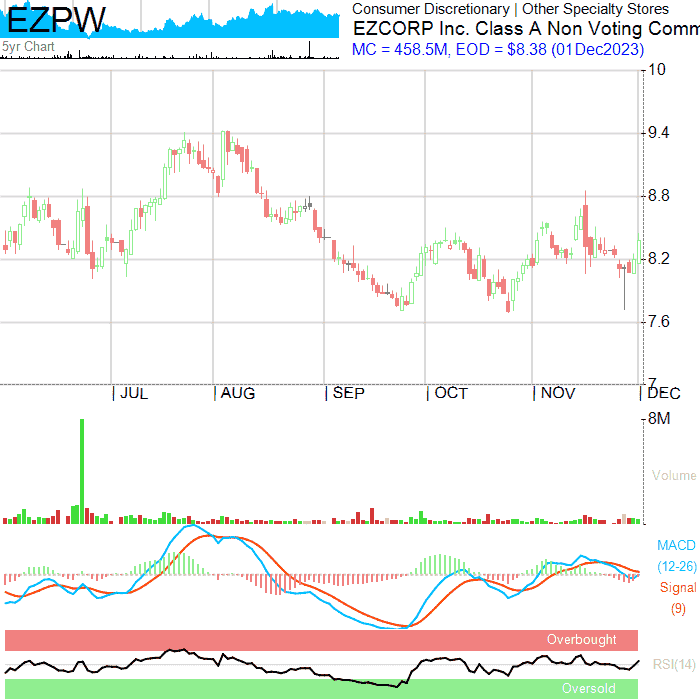 EZPW
Consumer Discretionary | Other Specialty Stores
EZCORP Inc. Class A Non Voting Comm
5yr Chart
MC = 458.5M, EOD = $8.38 (01Dec2023)
10
9.4
8.8
8.2
7.6
7
JUL
AUG
SEP
OCT
NOV
DEC
8M
Volume
MACD
(12-26)
Signal
(9)
Overbought
RSI(14)
Oversold